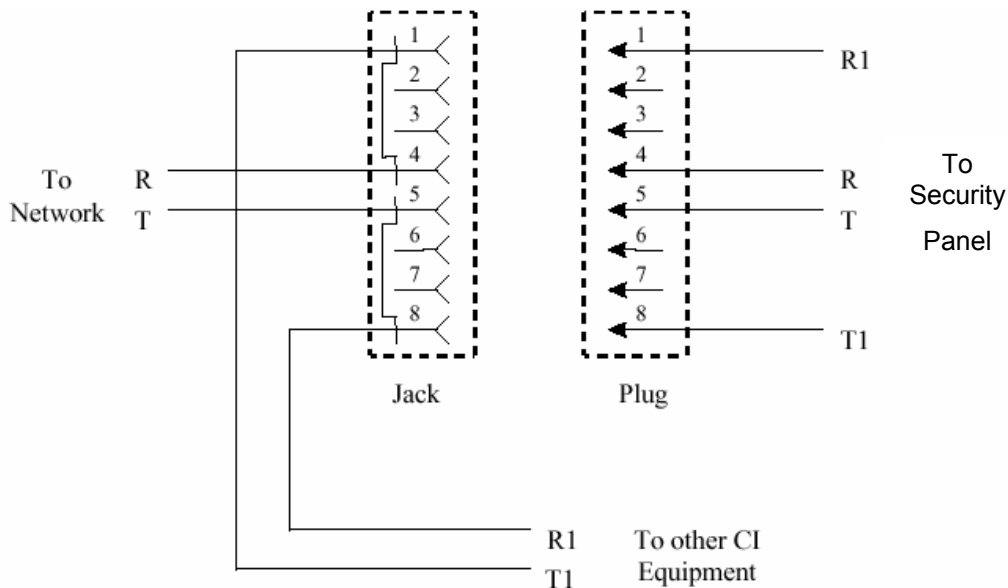 1
2
3
4
5
6
7
8
To
Network
R
T
Jack
1
2
3
4
5
6
7
8
R1
R
T
T1
To
Security
Panel
Plug
R1
T1
To other CI
Equipment